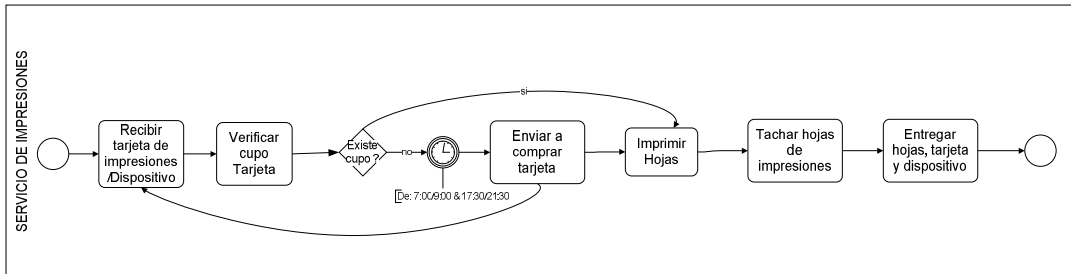 SERVICIO DE IMPRESIONES
Recibir
tarjeta de
impresiones
/Dispositivo
Verificar
cupo
Tarjeta
Existe
cupo ?
si
no
De: 7:00/9:00 & 17:30/21:30
Enviar a
comprar
tarjeta
Imprimir
Hojas
Tachar hojas
de
impresiones
Entregar
hojas, tarjeta
y dispositivo